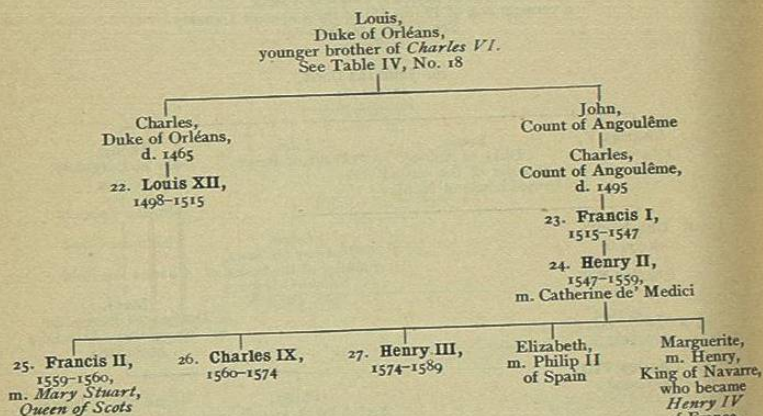 Louis,
Duke of Orléans,
younger brother of Charles VI.
See Table IV, No. 18
Charles,
Duke of Orléans,
d. 1465
22. Louis XII,
1498–1515
John,
Count of Angoulême
Charles,
Count of Angoulême,
d. 1495
23. Francis I,
1515–1547
24. Henry II,
1547–1559,
m. Catherine de' Medici
25. Francis II,
1559–1560,
m. Mary Stuart,
Queen of Scots
26. Charles IX,
1560–1574
27. Henry III,
1574–1589
Elizabeth,
m. Philip II
of Spain
Marguerite,
m. Henry,
King of Navarre,
who became
Henry IV
of France